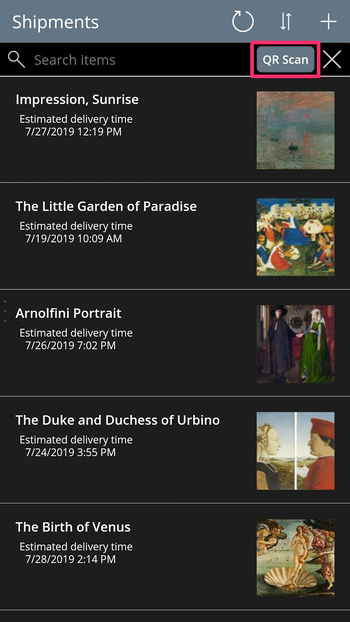 Shipments
Search items
QR Scan
Impression, Sunrise
Estimated delivery time
7/27/2019 12:19 PM
The Little Garden of Paradise
Estimated delivery time
7/19/2019 10:09 AM
Arnolfini Portrait
Estimated delivery time
7/26/2019 7:02 PM
The Duke and Duchess of Urbino
Estimated delivery time
7/24/2019 3:55 PM
The Birth of Venus
Estimated delivery time
7/28/2019 2:14 PM